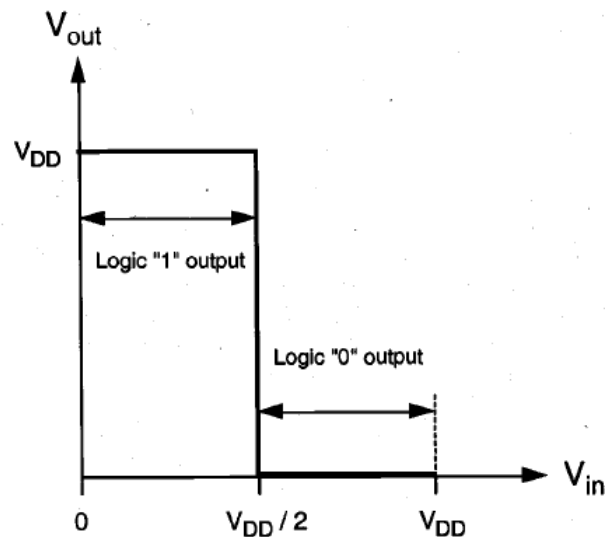 Vout
VDD
Logic "1" output
Logic "0" output
Vin
0
VDD / 2
VDD